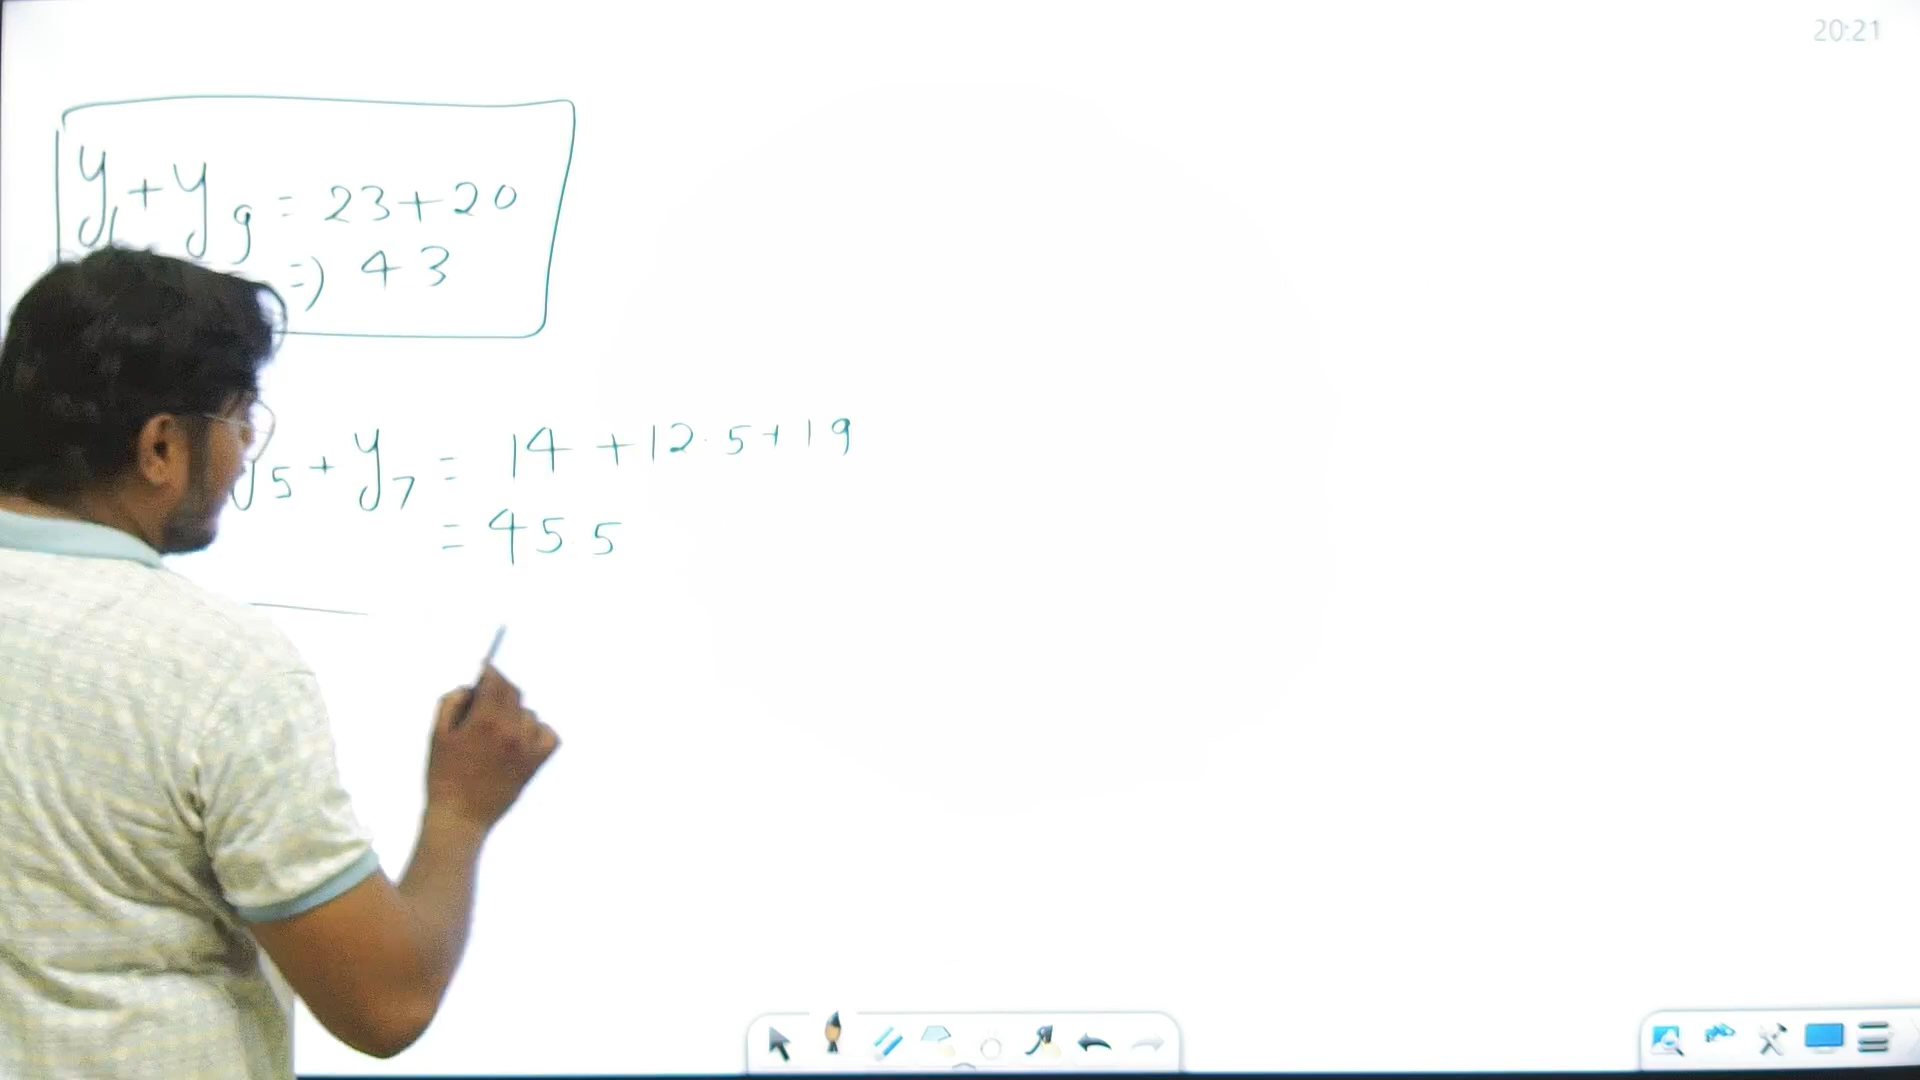 20:21
y₁+y₉ = 23+20
=) 43
y₅ + y₇ = 14 + 12.5 + 19
= 45 5